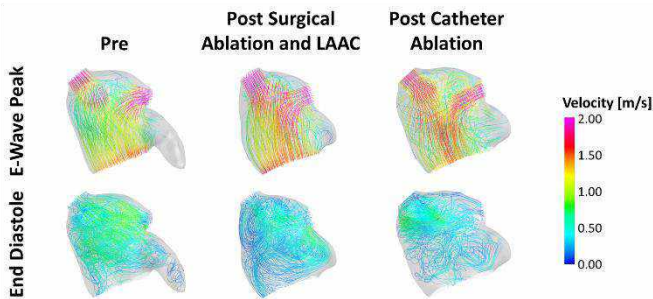 Pre
Post Surgical
Ablation and LAAC
Post Catheter
Ablation
E-Wave Peak
End Diastole
Velocity [m/s]
2.00
1.50
1.00
0.50
0.00